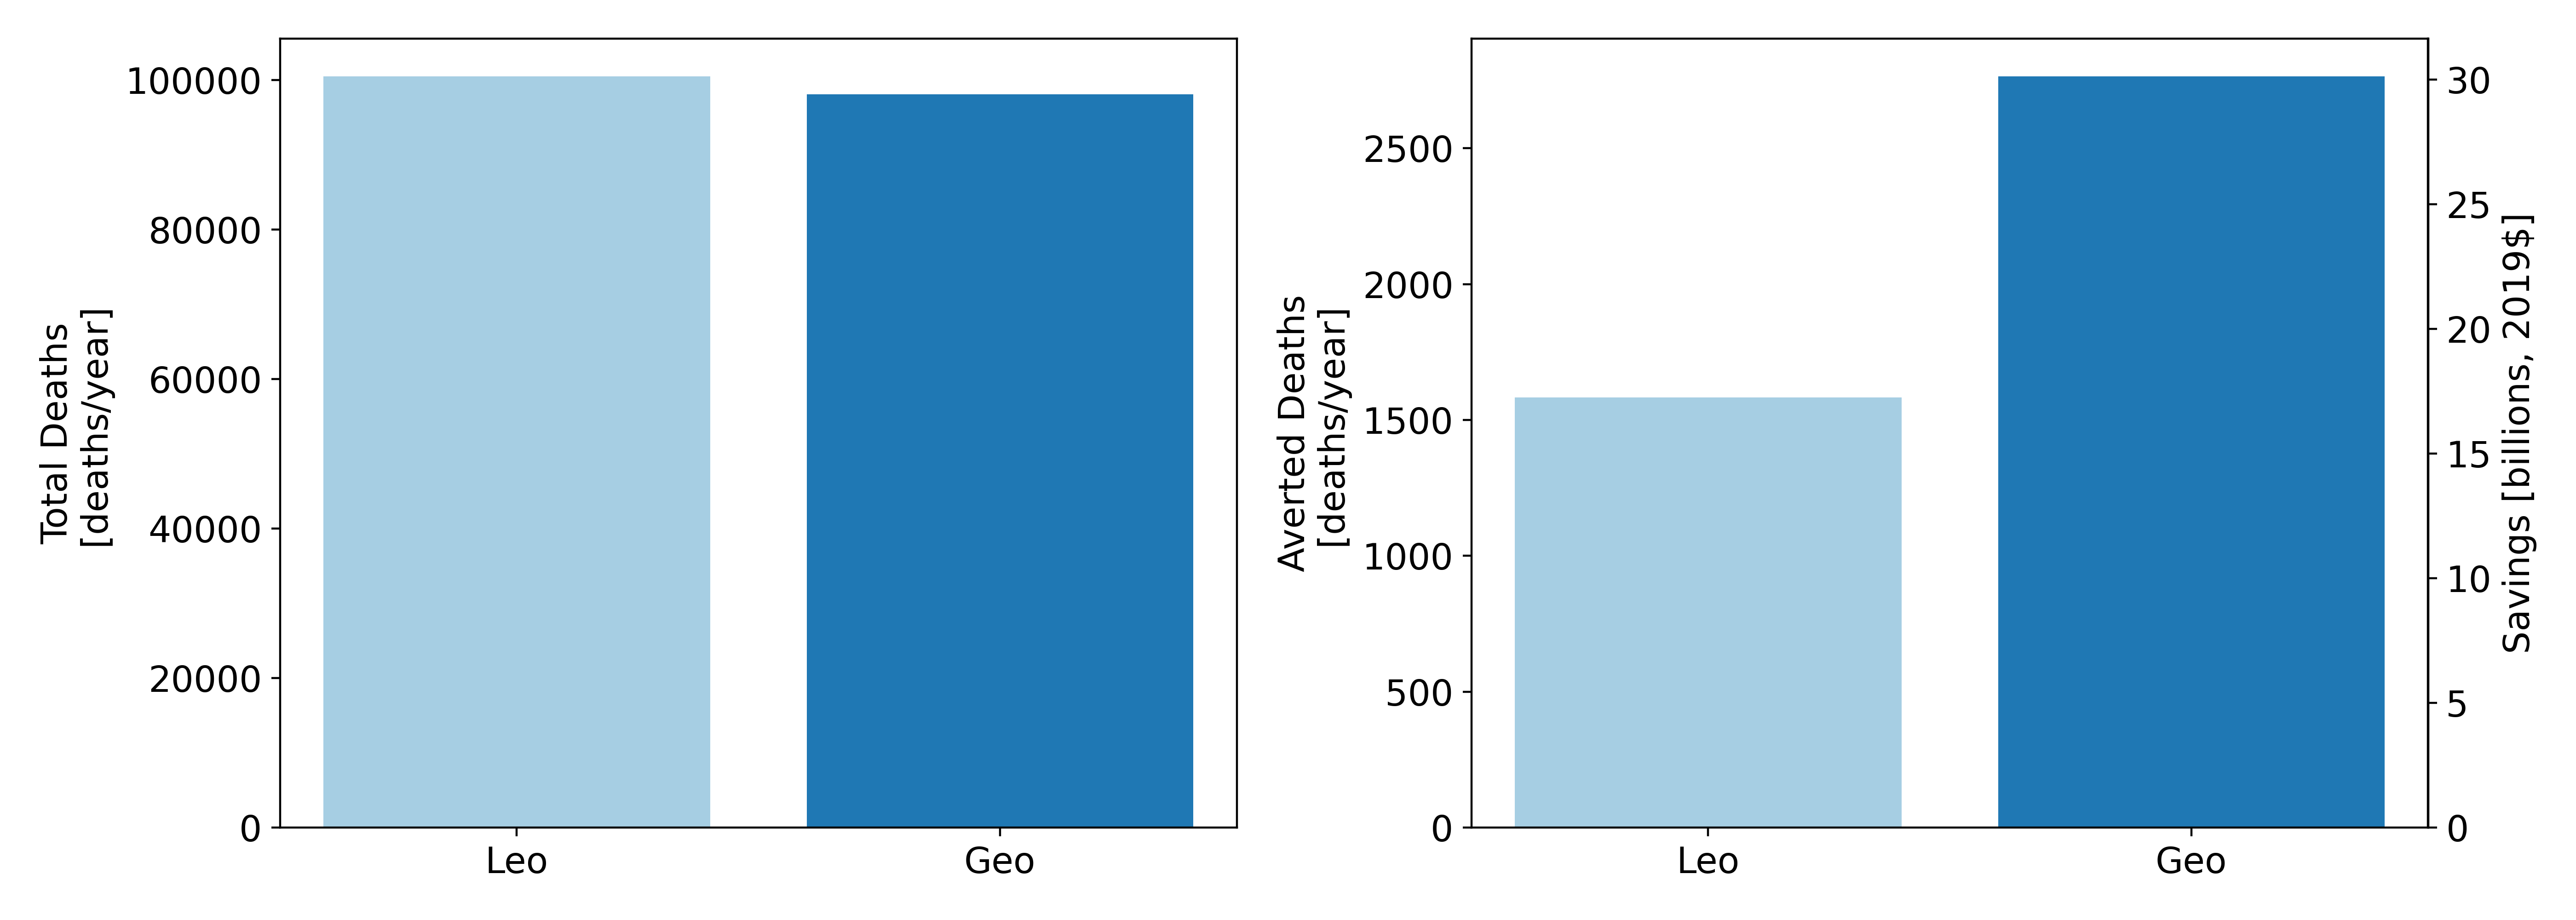 Total Deaths
[deaths/year]
100000
80000
60000
40000
20000
0
Leo
Geo
Averted Deaths
[deaths/year]
2500
2000
1500
1000
500
0
Leo
Geo
30
25
20
15
10
5
0
Savings [billions, 2019$]